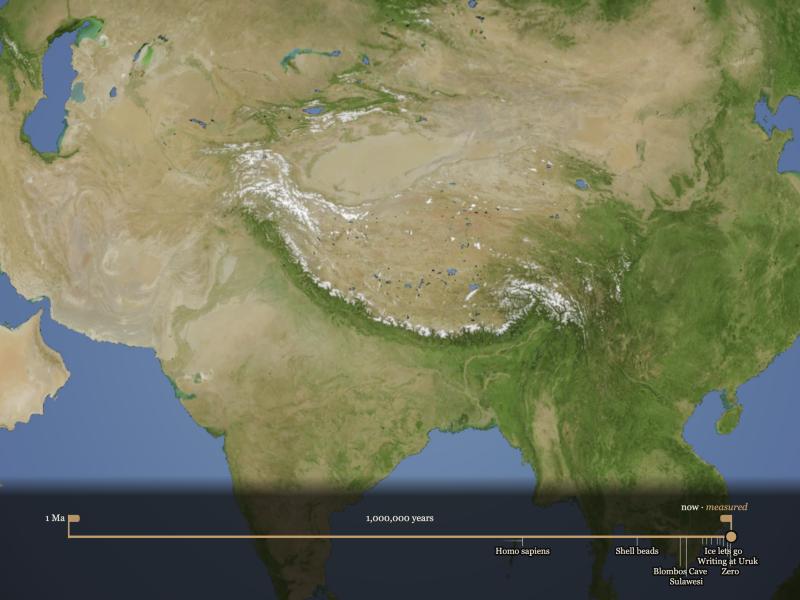 now · measured
1 Ma
1,000,000 years
Homo sapiens
Shell beads
Ice lets go
Writing at Uruk
Blombos Cave
Zero
Sulawesi